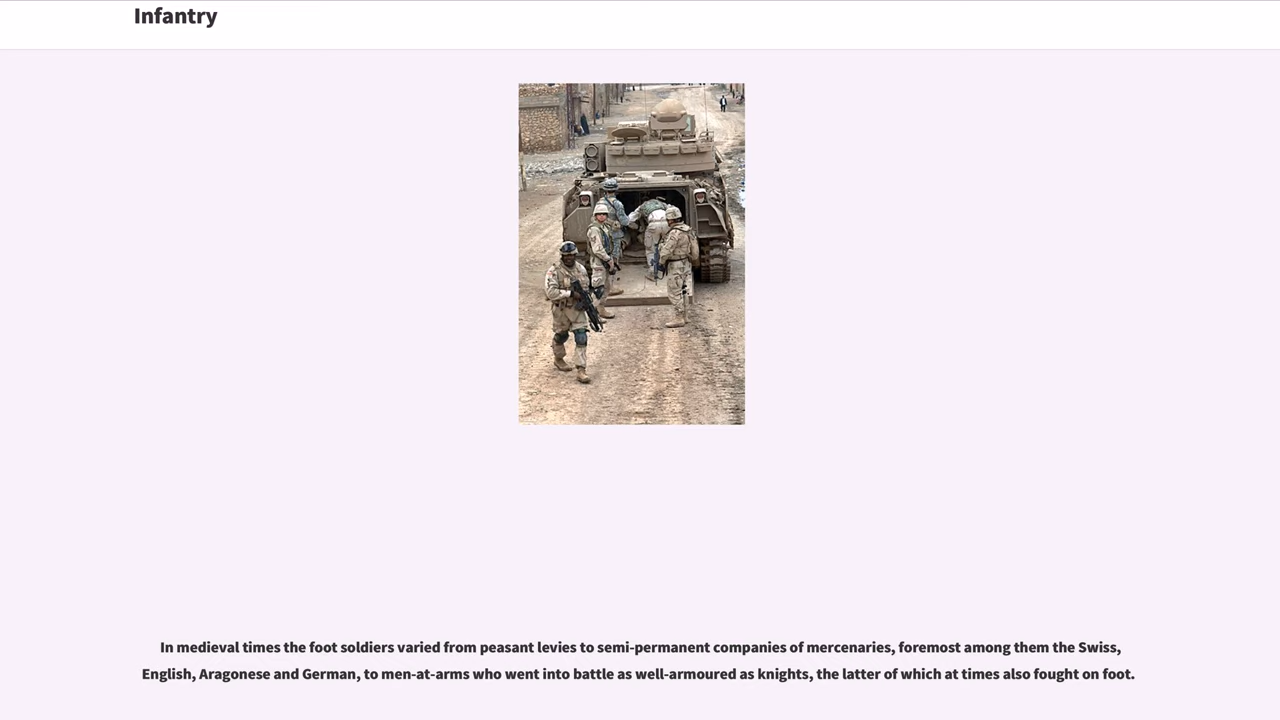 Infantry
In medieval times the foot soldiers varied from peasant levies to semi-permanent companies of mercenaries, foremost among them the Swiss,
English, Aragonese and German, to men-at-arms who went into battle as well-armoured as knights, the latter of which at times also fought on foot.